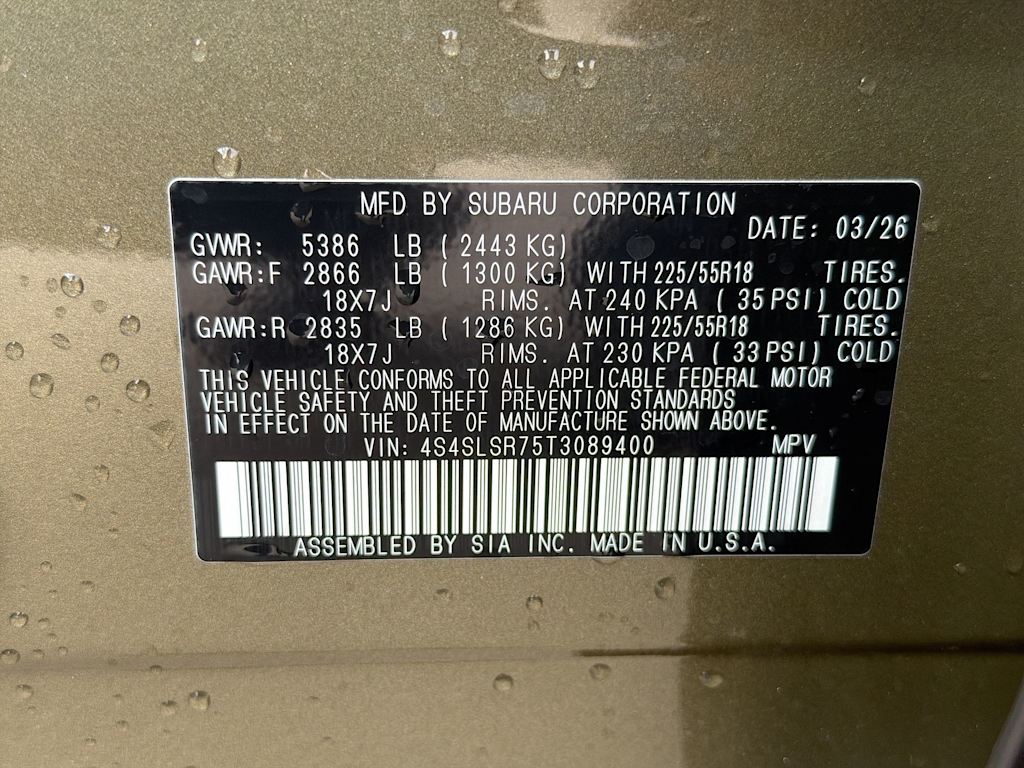 MFD BY SUBARU CORPORATION
DATE: 03/26
GVWR: 5386 LB (2443 KG)
GAWR:F 2866 LB (1300 KG) WITH 225/55R18 TIRES.
18X7J RIMS. AT 240 KPA (35 PSI) COLD
GAWR:R 2835 LB (1286 KG) WITH 225/55R18 TIRES.
18X7J RIMS. AT 230 KPA (33 PSI) COLD
THIS VEHICLE CONFORMS TO ALL APPLICABLE FEDERAL MOTOR
VEHICLE SAFETY AND THEFT PREVENTION STANDARDS
IN EFFECT ON THE DATE OF MANUFACTURE SHOWN ABOVE.
VIN: 4S4SLSR75T3089400 MPV
ASSEMBLED BY SIA INC. MADE IN U.S.A.